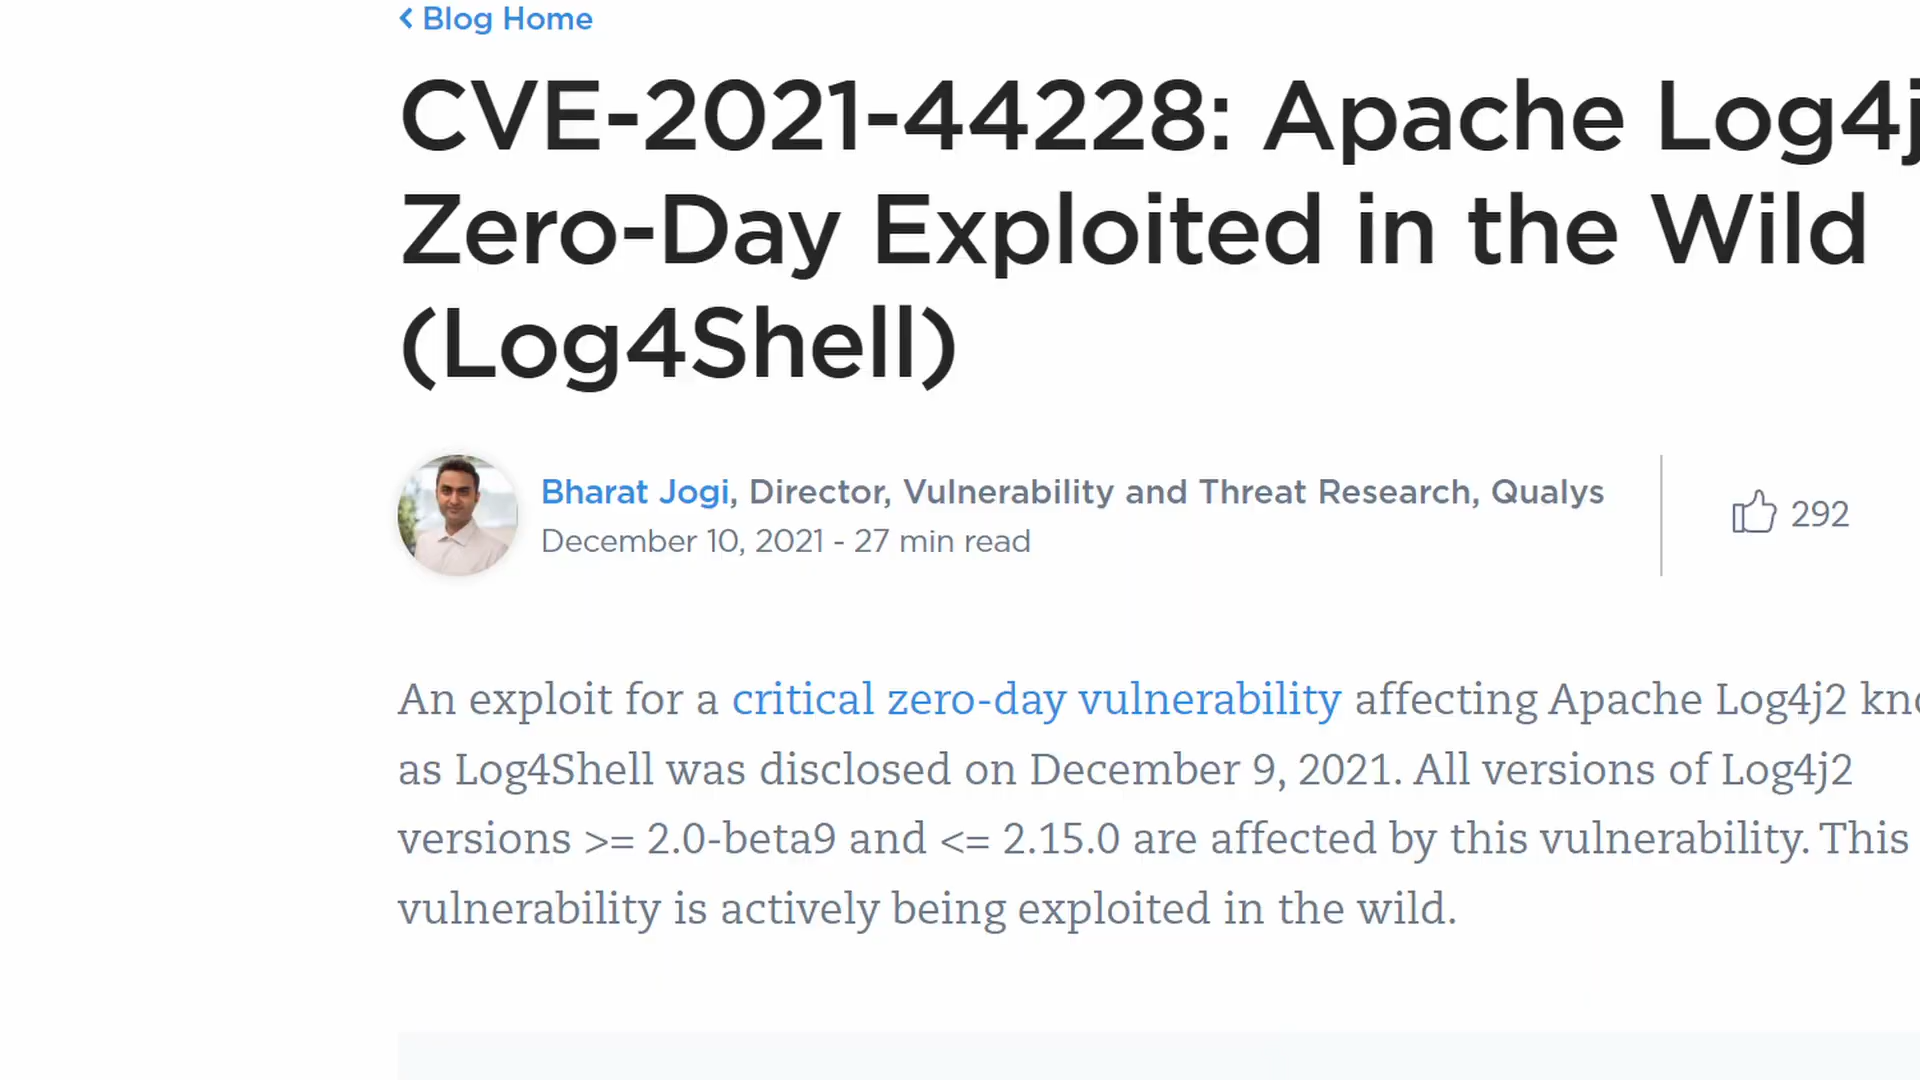 Blog Home
CVE-2021-44228: Apache Log4j
Zero-Day Exploited in the Wild
(Log4Shell)
Bharat Jogi, Director, Vulnerability and Threat Research, Qualys
December 10, 2021 - 27 min read
292
An exploit for a critical zero-day vulnerability affecting Apache Log4j2
as Log4Shell was disclosed on December 9, 2021. All versions of Log4j2
versions >= 2.0-beta9 and <= 2.15.0 are affected by this vulnerability. This
vulnerability is actively being exploited in the wild.